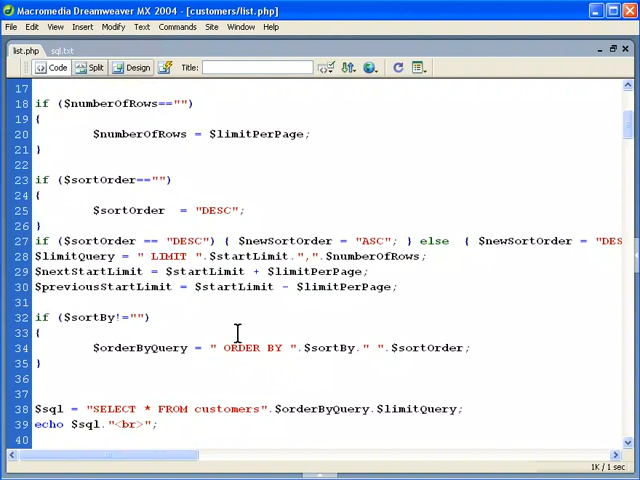 Macromedia Dreamweaver MX 2004 - [customers/list.php]
File Edit View Insert Modify Text Commands Site Window Help
list.php sql.txt
Code Split Design Title:
17
18 if ($numberOfRows=="")
19 {
20 $numberOfRows = $limitPerPage;
21 }
22
23 if ($sortOrder=="")
24 {
25 $sortOrder = "DESC";
26 }
27 if ($sortOrder == "DESC") { $newSortOrder = "ASC"; } else { $newSortOrder = "DES
28 $limitQuery = " LIMIT ".$startLimit.",".$numberOfRows;
29 $nextStartLimit = $startLimit + $limitPerPage;
30 $previousStartLimit = $startLimit - $limitPerPage;
31
32 if ($sortBy!="")
33 {
34 $orderByQuery = " ORDER BY ".$sortBy." ".$sortOrder;
35 }
36
37
38 $sql = "SELECT * FROM customers".$orderByQuery.$limitQuery;
39 echo $sql."<br>";
40
1K / 1 sec